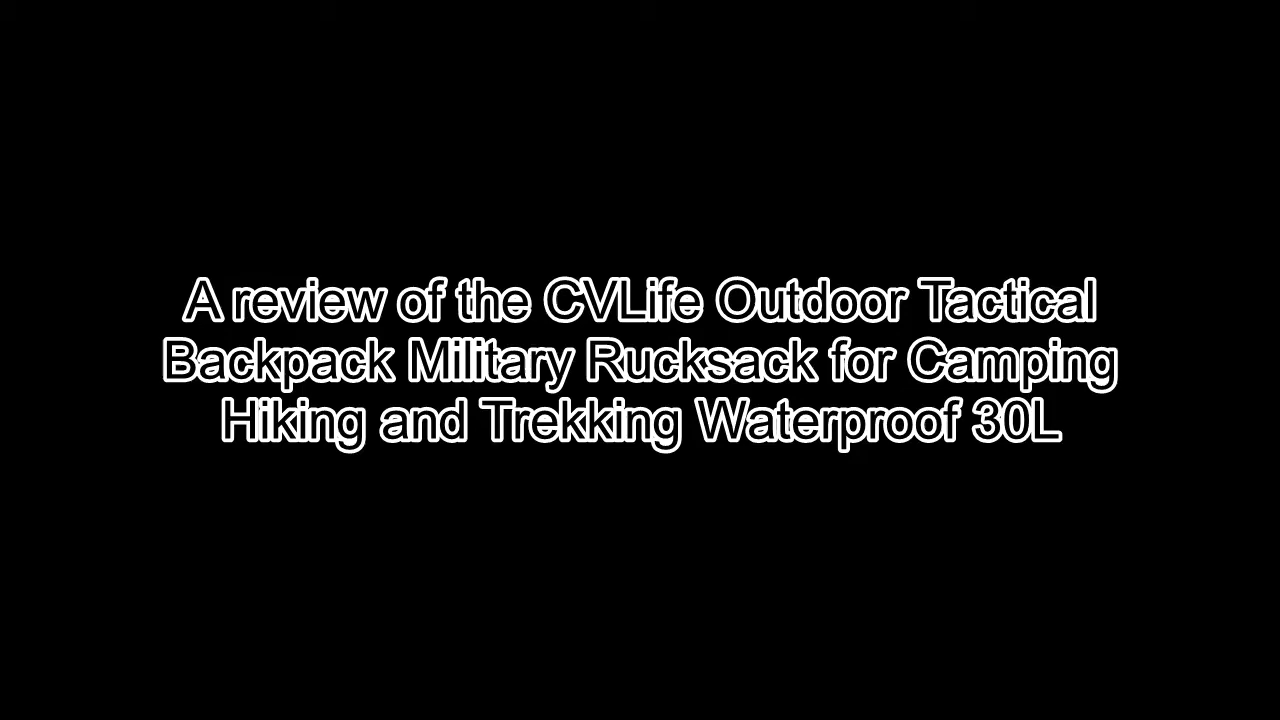 A review of the CVLife Outdoor Tactical
Backpack Military Rucksack for Camping
Hiking and Trekking Waterproof 30L